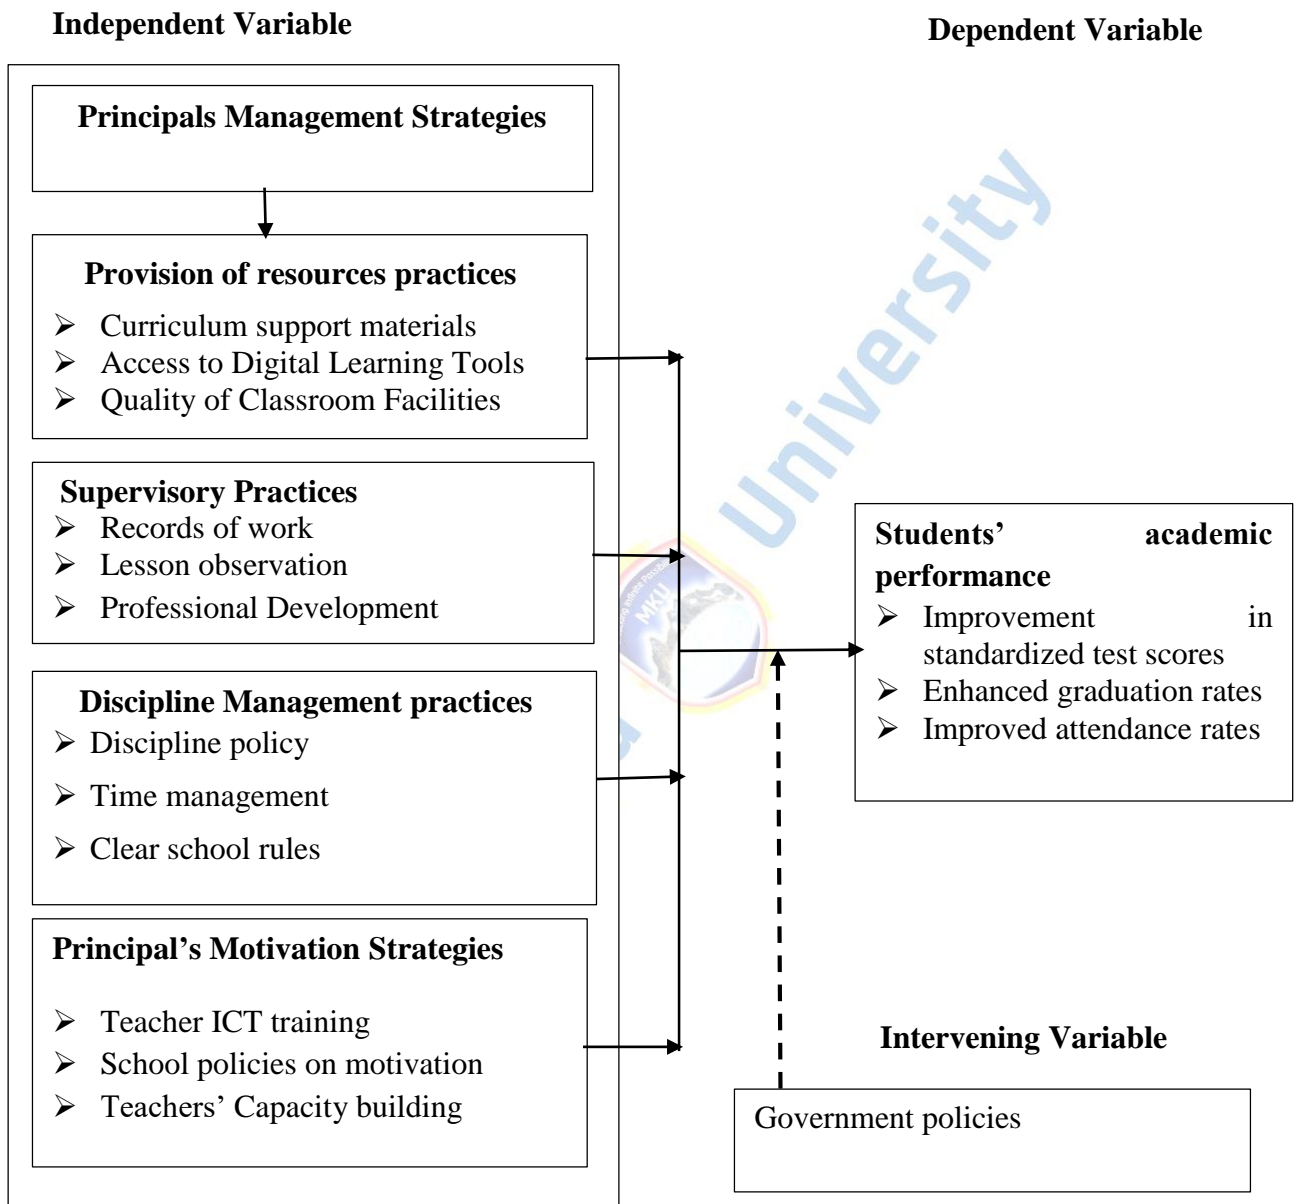 Independent Variable
Dependent Variable
Principals Management Strategies
Provision of resources practices
➢ Curriculum support materials
➢ Access to Digital Learning Tools
➢ Quality of Classroom Facilities
Supervisory Practices
➢ Records of work
➢ Lesson observation
➢ Professional Development
Discipline Management practices
➢ Discipline policy
➢ Time management
➢ Clear school rules
Principal’s Motivation Strategies
➢ Teacher ICT training
➢ School policies on motivation
➢ Teachers’ Capacity building
Students’ academic
performance
➢ Improvement in
standardized test scores
➢ Enhanced graduation rates
➢ Improved attendance rates
Intervening Variable
Government policies
University
MKU